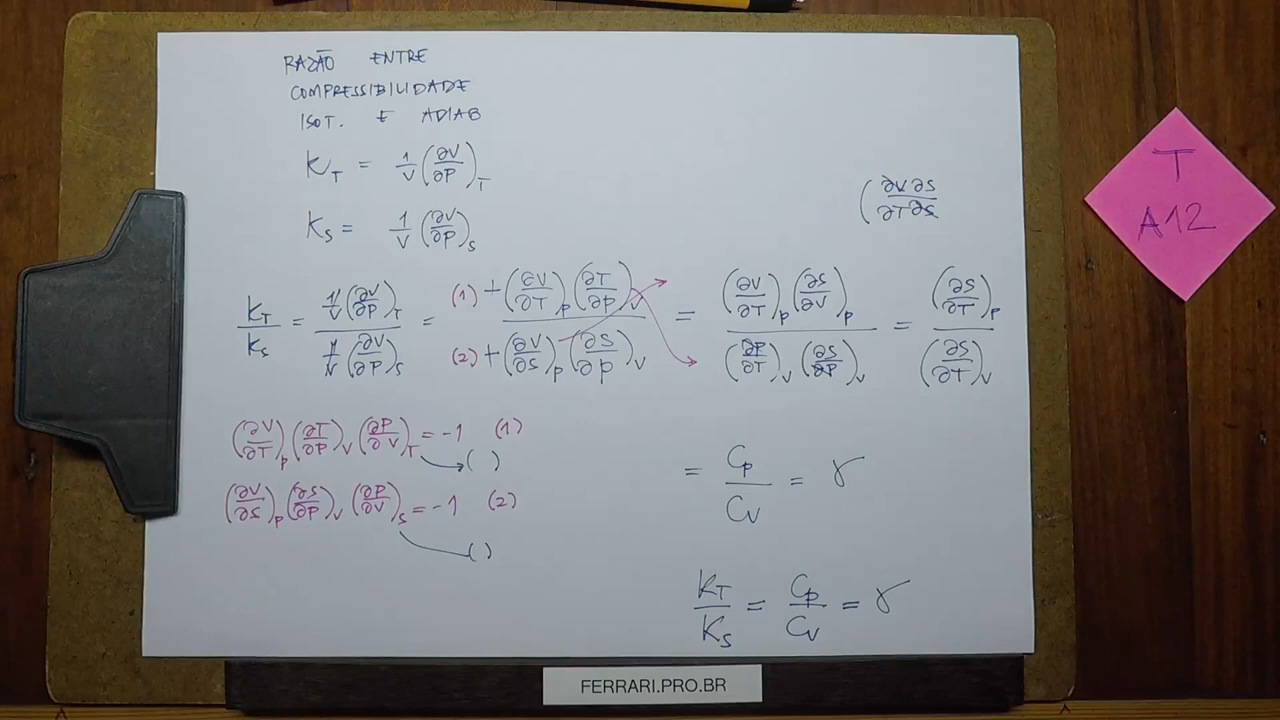 RAZÃO ENTRE
COMPRESSIBILIDADE
ISOT. E ADIAB
K_T = 1/V (∂V/∂P)_T
K_S = 1/V (∂V/∂P)_S
(∂V ∂S / ∂T ∂S
T
A12
K_T/K_S = 1/V (∂V/∂P)_T / 1/V (∂V/∂P)_S = (1) + (∂V/∂T)_P (∂T/∂P)_V / (2) + (∂V/∂S)_P (∂S/∂P)_V = (∂V/∂T)_P (∂S/∂V)_P / (∂P/∂T)_V (∂S/∂P)_V = (∂S/∂T)_P / (∂S/∂T)_V
(∂V/∂T)_P (∂T/∂P)_V (∂P/∂V)_T = -1 (1)
( )
(∂V/∂S)_P (∂S/∂P)_V (∂P/∂V)_S = -1 (2)
( )
= C_P/C_V = γ
K_T/K_S = C_P/C_V = γ
FERRARI.PRO.BR